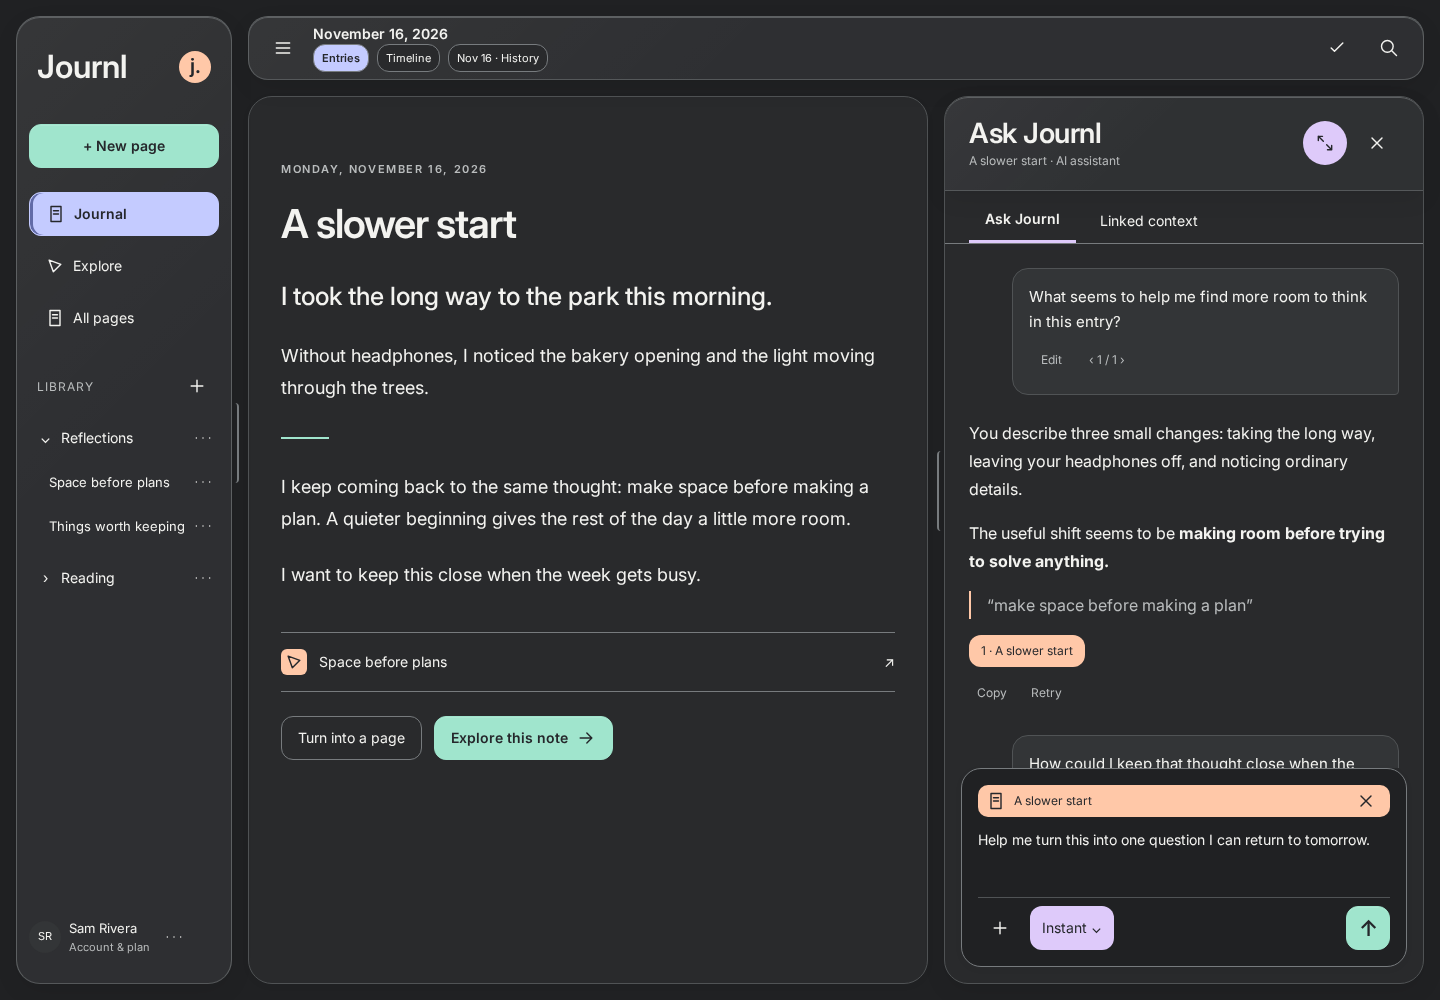 Journl
j.
+ New page
Journal
Explore
All pages
LIBRARY
Reflections
Space before plans
Things worth keeping
Reading
SR
Sam Rivera
Account & plan
November 16, 2026
Entries
Timeline
Nov 16 · History
MONDAY, NOVEMBER 16, 2026
A slower start
I took the long way to the park this morning.
Without headphones, I noticed the bakery opening and the light moving
through the trees.
I keep coming back to the same thought: make space before making a
plan. A quieter beginning gives the rest of the day a little more room.
I want to keep this close when the week gets busy.
Space before plans
Turn into a page
Explore this note
Ask Journl
A slower start · AI assistant
Ask Journl
Linked context
What seems to help me find more room to think
in this entry?
Edit
‹ 1 / 1 ›
You describe three small changes: taking the long way,
leaving your headphones off, and noticing ordinary
details.
The useful shift seems to be making room before trying
to solve anything.
“make space before making a plan”
1 · A slower start
Copy
Retry
How could I keep that thought close when the
A slower start
Help me turn this into one question I can return to tomorrow.
Instant